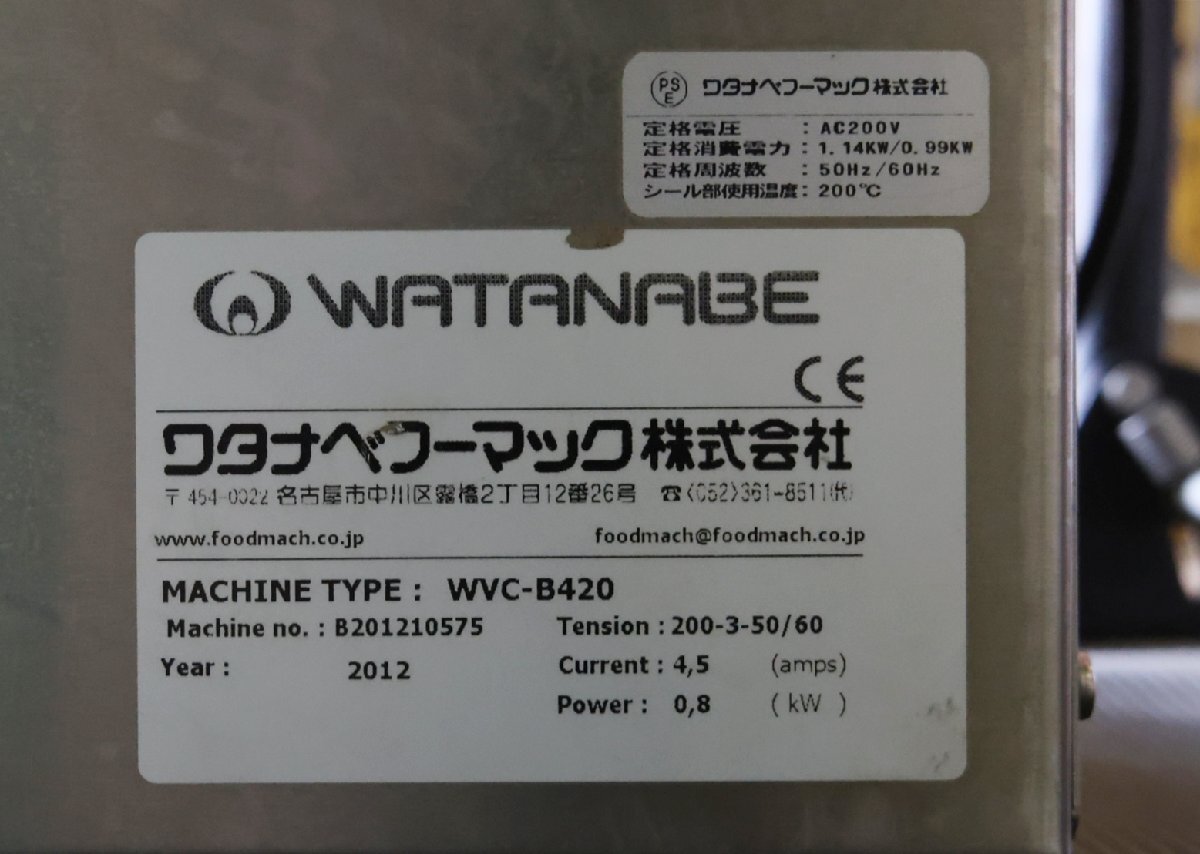 PSE ワタナベフーマック株式会社
定格電圧 : AC200V
定格消費電力 : 1.14KW/0.99KW
定格周波数 : 50Hz/60Hz
シール部使用温度: 200℃
WATANABE
CE
ワタナベフーマック株式会社
〒454-0022 名古屋市中川区露橋2丁目12番26号 ☎〈052〉361-8511(代)
www.foodmach.co.jp foodmach@foodmach.co.jp
MACHINE TYPE : WVC-B420
Machine no. : B201210575 Tension : 200-3-50/60
Year : 2012 Current : 4,5 (amps)
Power : 0,8 ( kW )